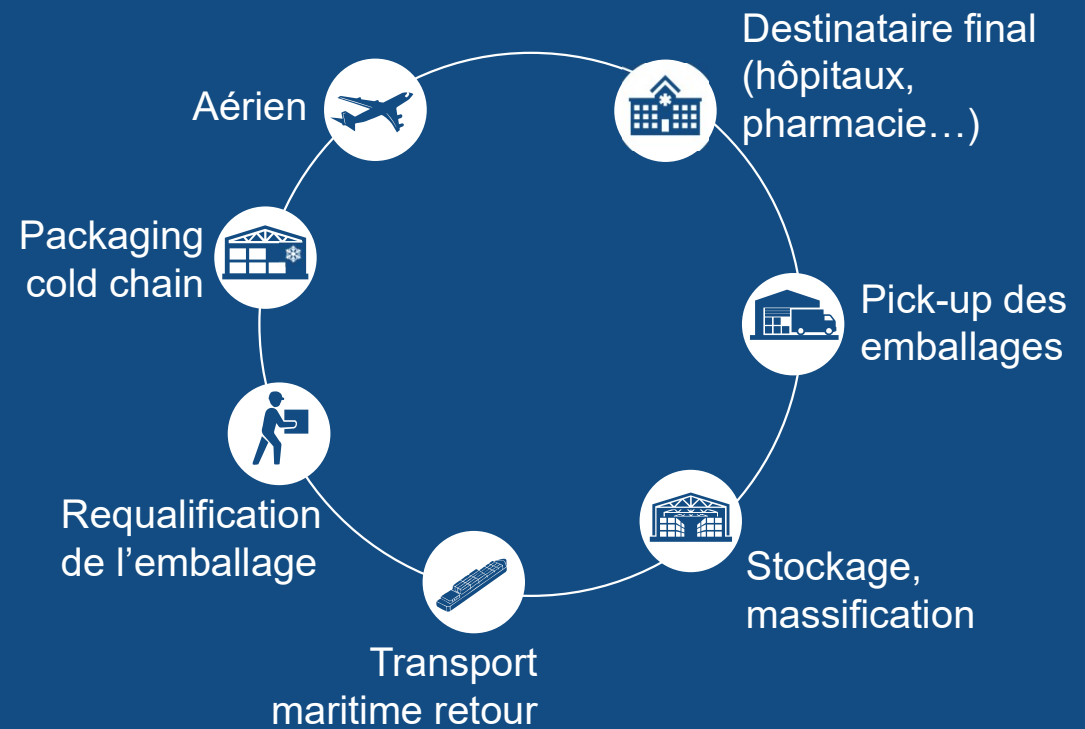 Destinataire final
(hôpitaux,
pharmacie…)
Aérien
Packaging
cold chain
Pick-up des
emballages
Requalification
de l’emballage
Stockage,
massification
Transport
maritime retour